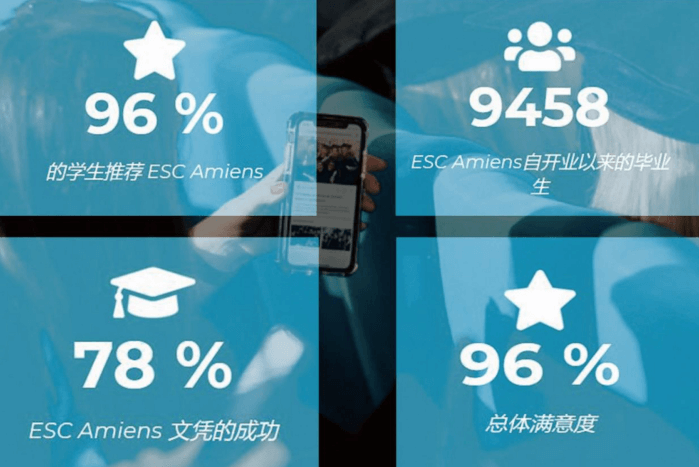 96 %
的学生推荐 ESC Amiens
9458
ESC Amiens自开业以来的毕业
生
78 %
ESC Amiens 文凭的成功
96 %
总体满意度